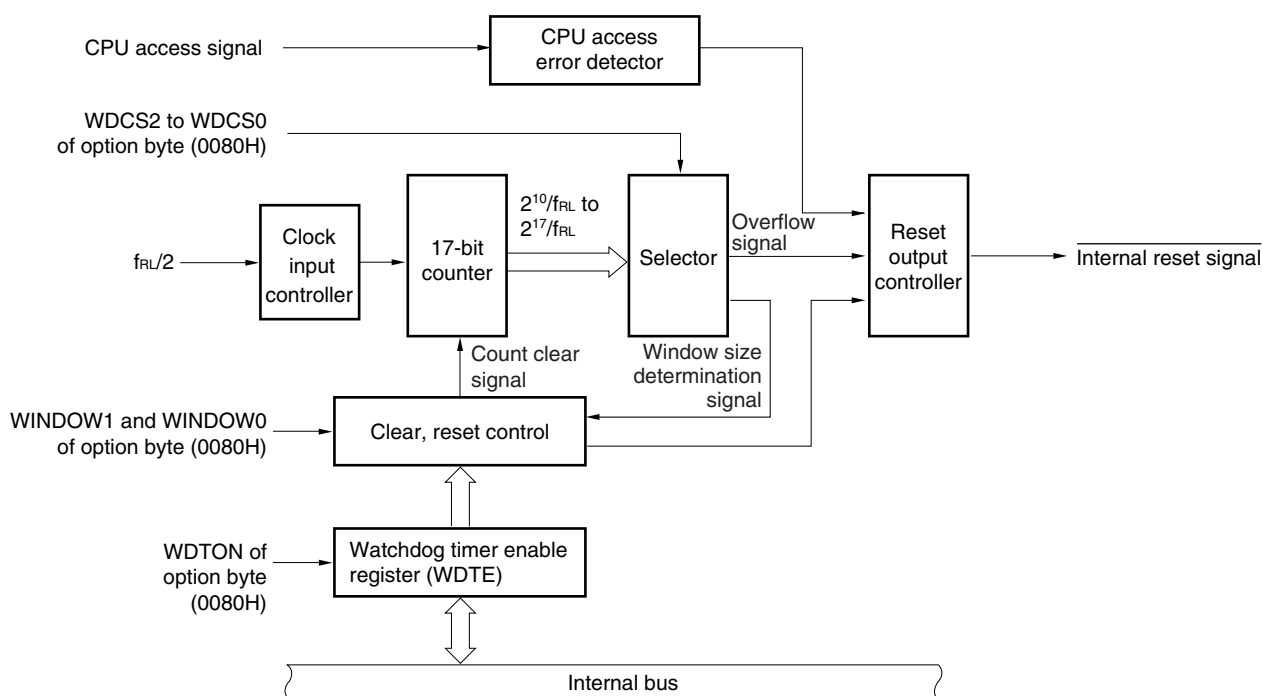 CPU access signal
CPU access
error detector
WDCS2 to WDCS0
of option byte (0080H)
fRL/2
Clock
input
controller
17-bit
counter
2¹⁰/fRL to
2¹⁷/fRL
Selector
Overflow
signal
Reset
output
controller
Internal reset signal
Count clear
signal
Window size
determination
signal
WINDOW1 and WINDOW0
of option byte (0080H)
Clear, reset control
WDTON of
option byte
(0080H)
Watchdog timer enable
register (WDTE)
Internal bus